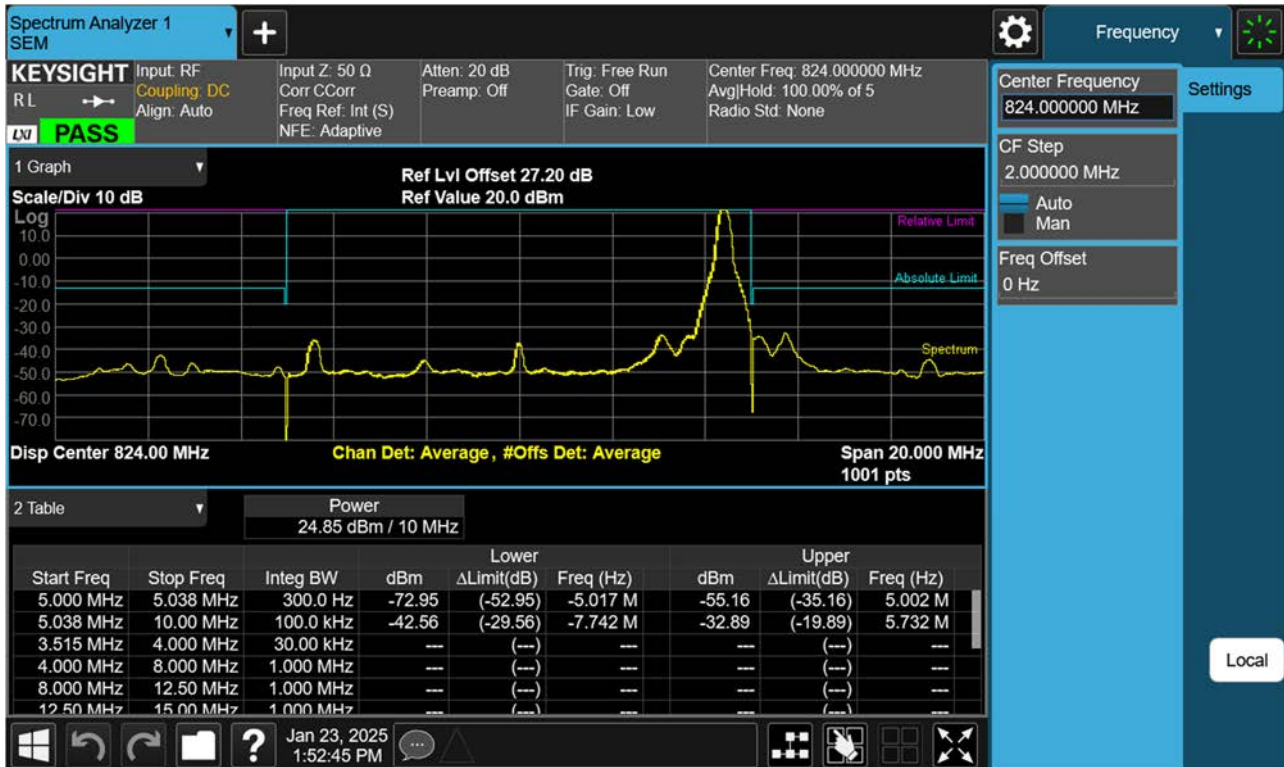 Spectrum Analyzer 1
SEM
Frequency
KEYSIGHT
R L
LXI
PASS
Input: RF
Coupling: DC
Align: Auto
Input Z: 50 Ω
Corr CCorr
Freq Ref: Int (S)
NFE: Adaptive
Atten: 20 dB
Preamp: Off
Trig: Free Run
Gate: Off
IF Gain: Low
Center Freq: 824.000000 MHz
Avg|Hold: 100.00% of 5
Radio Std: None
Center Frequency
824.000000 MHz
Settings
CF Step
2.000000 MHz
Auto
Man
Freq Offset
0 Hz
1 Graph
Ref Lvl Offset 27.20 dB
Scale/Div 10 dB
Ref Value 20.0 dBm
Log
10.0
0.00
-10.0
-20.0
-30.0
-40.0
-50.0
-60.0
-70.0
Relative Limit
Absolute Limit
Spectrum
Disp Center 824.00 MHz
Chan Det: Average , #Offs Det: Average
Span 20.000 MHz
1001 pts
2 Table
Power
24.85 dBm / 10 MHz
Lower Upper
Start Freq Stop Freq Integ BW dBm ΔLimit(dB) Freq (Hz) dBm ΔLimit(dB) Freq (Hz)
5.000 MHz 5.038 MHz 300.0 Hz -72.95 (-52.95) -5.017 M -55.16 (-35.16) 5.002 M
5.038 MHz 10.00 MHz 100.0 kHz -42.56 (-29.56) -7.742 M -32.89 (-19.89) 5.732 M
3.515 MHz 4.000 MHz 30.00 kHz --- (---) --- --- (---) ---
4.000 MHz 8.000 MHz 1.000 MHz --- (---) --- --- (---) ---
8.000 MHz 12.50 MHz 1.000 MHz --- (---) --- --- (---) ---
12.50 MHz 15.00 MHz 1.000 MHz --- (---) --- --- (---) ---
Local
Jan 23, 2025
1:52:45 PM